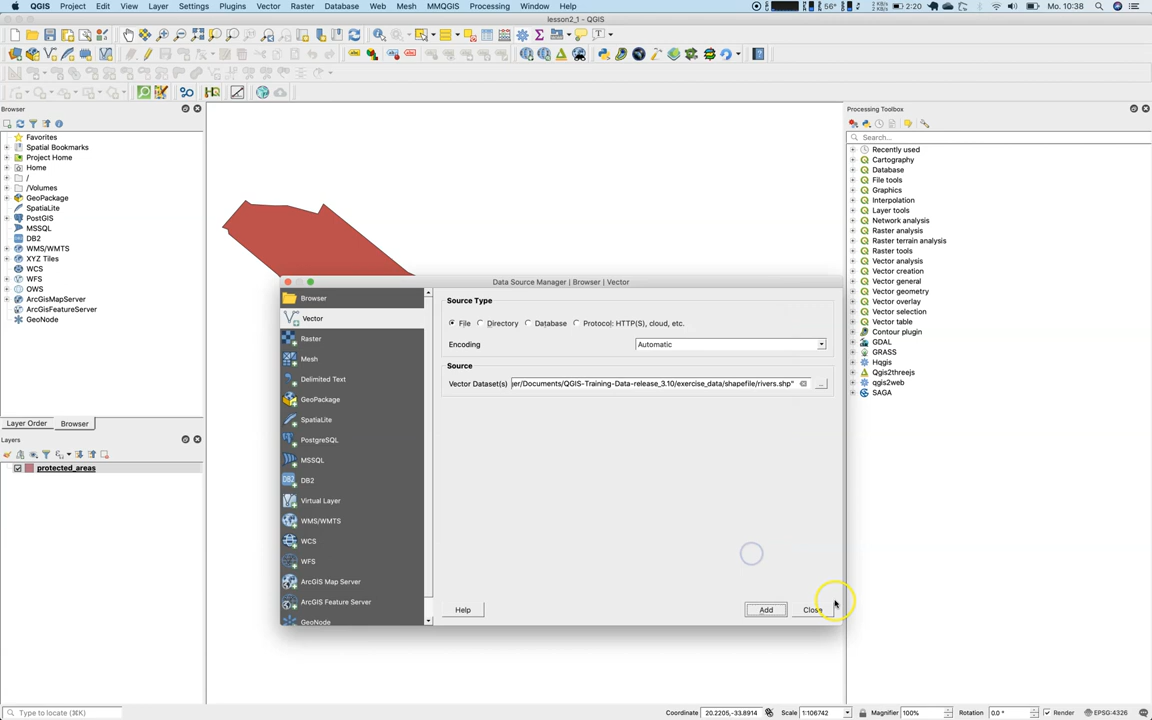 QGIS Project Edit View Layer Settings Plugins Vector Raster Database Web Mesh MMQGIS Processing Window Help
56° 2:20 Mo. 10:38
lesson2_1 - QGIS
Browser
Favorites
Spatial Bookmarks
Project Home
Home
/
/Volumes
GeoPackage
SpatiaLite
PostGIS
MSSQL
DB2
WMS/WMTS
XYZ Tiles
WCS
WFS
OWS
ArcGisMapServer
ArcGisFeatureServer
GeoNode
Layer Order Browser
Layers
protected_areas
Data Source Manager | Browser | Vector
Browser
Vector
Raster
Mesh
Delimited Text
GeoPackage
SpatiaLite
PostgreSQL
MSSQL
DB2
Virtual Layer
WMS/WMTS
WCS
WFS
ArcGIS Map Server
ArcGIS Feature Server
GeoNode
Source Type
File Directory Database Protocol: HTTP(S), cloud, etc.
Encoding Automatic
Source
Vector Dataset(s) jer/Documents/QGIS-Training-Data-release_3.10/exercise_data/shapefile/rivers.shp" ...
Help Add Close
Processing Toolbox
Search...
Recently used
Cartography
Database
File tools
Graphics
Interpolation
Layer tools
Network analysis
Raster analysis
Raster terrain analysis
Raster tools
Vector analysis
Vector creation
Vector general
Vector geometry
Vector overlay
Vector selection
Vector table
Contour plugin
GDAL
GRASS
Hqgis
Qgis2threejs
qgis2web
SAGA
Type to locate (⌘K)
Coordinate 20.2205,-33.8914 Scale 1:106742 Magnifier 100% Rotation 0.0 ° Render EPSG:4326